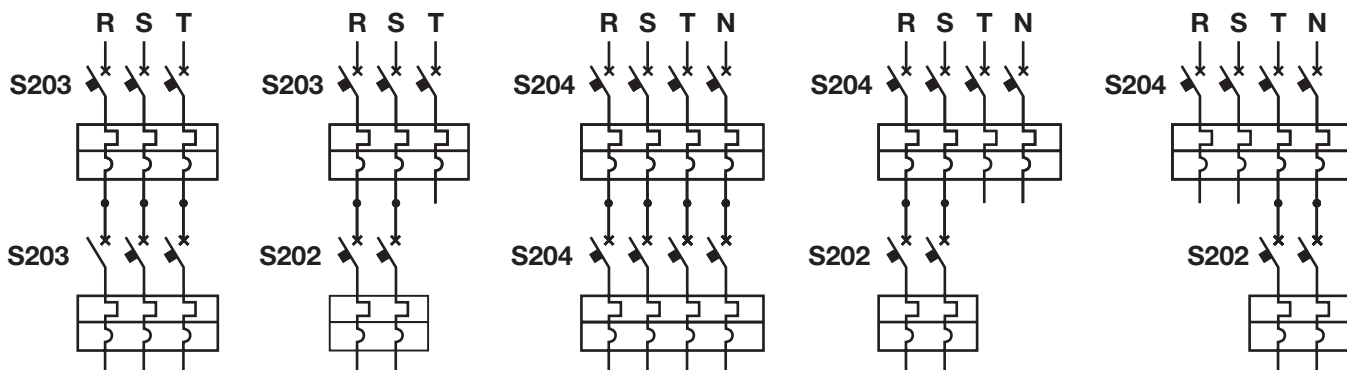 R S T R S T R S T N R S T N R S T N
S203 S203 S204 S204 S204
S203 S202 S204 S202 S202